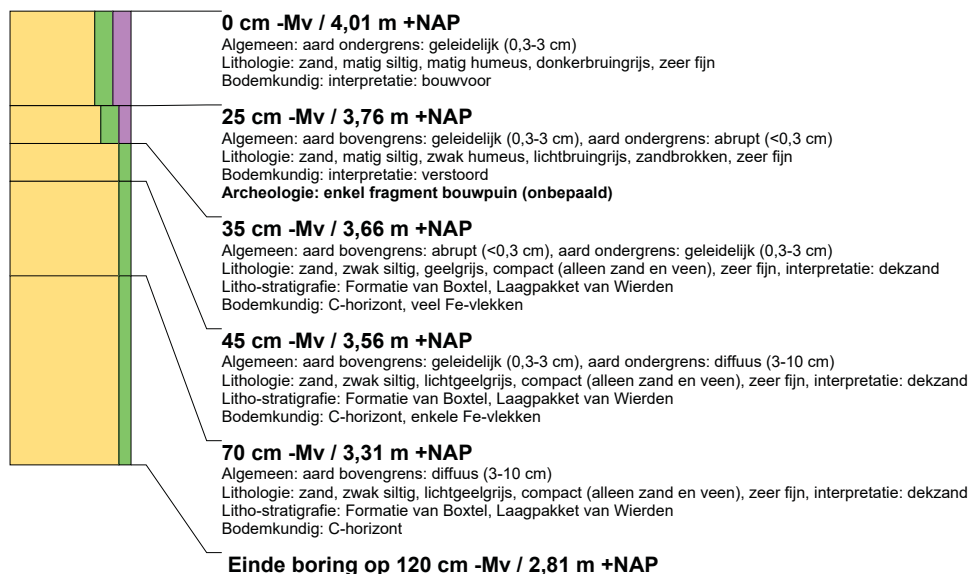 0 cm -Mv / 4,01 m +NAP
Algemeen: aard ondergrens: geleidelijk (0,3-3 cm)
Lithologie: zand, matig siltig, matig humeus, donkerbruingrijs, zeer fijn
Bodemkundig: interpretatie: bouwvoor
25 cm -Mv / 3,76 m +NAP
Algemeen: aard bovengrens: geleidelijk (0,3-3 cm), aard ondergrens: abrupt (<0,3 cm)
Lithologie: zand, matig siltig, zwak humeus, lichtbruingrijs, zandbrokken, zeer fijn
Bodemkundig: interpretatie: verstoord
Archeologie: enkel fragment bouwpuin (onbepaald)
35 cm -Mv / 3,66 m +NAP
Algemeen: aard bovengrens: abrupt (<0,3 cm), aard ondergrens: geleidelijk (0,3-3 cm)
Lithologie: zand, zwak siltig, geelgrijs, compact (alleen zand en veen), zeer fijn, interpretatie: dekzand
Litho-stratigrafie: Formatie van Boxtel, Laagpakket van Wierden
Bodemkundig: C-horizont, veel Fe-vlekken
45 cm -Mv / 3,56 m +NAP
Algemeen: aard bovengrens: geleidelijk (0,3-3 cm), aard ondergrens: diffuus (3-10 cm)
Lithologie: zand, zwak siltig, lichtgeelgrijs, compact (alleen zand en veen), zeer fijn, interpretatie: dekzand
Litho-stratigrafie: Formatie van Boxtel, Laagpakket van Wierden
Bodemkundig: C-horizont, enkele Fe-vlekken
70 cm -Mv / 3,31 m +NAP
Algemeen: aard bovengrens: diffuus (3-10 cm)
Lithologie: zand, zwak siltig, lichtgeelgrijs, compact (alleen zand en veen), zeer fijn, interpretatie: dekzand
Litho-stratigrafie: Formatie van Boxtel, Laagpakket van Wierden
Bodemkundig: C-horizont
Einde boring op 120 cm -Mv / 2,81 m +NAP